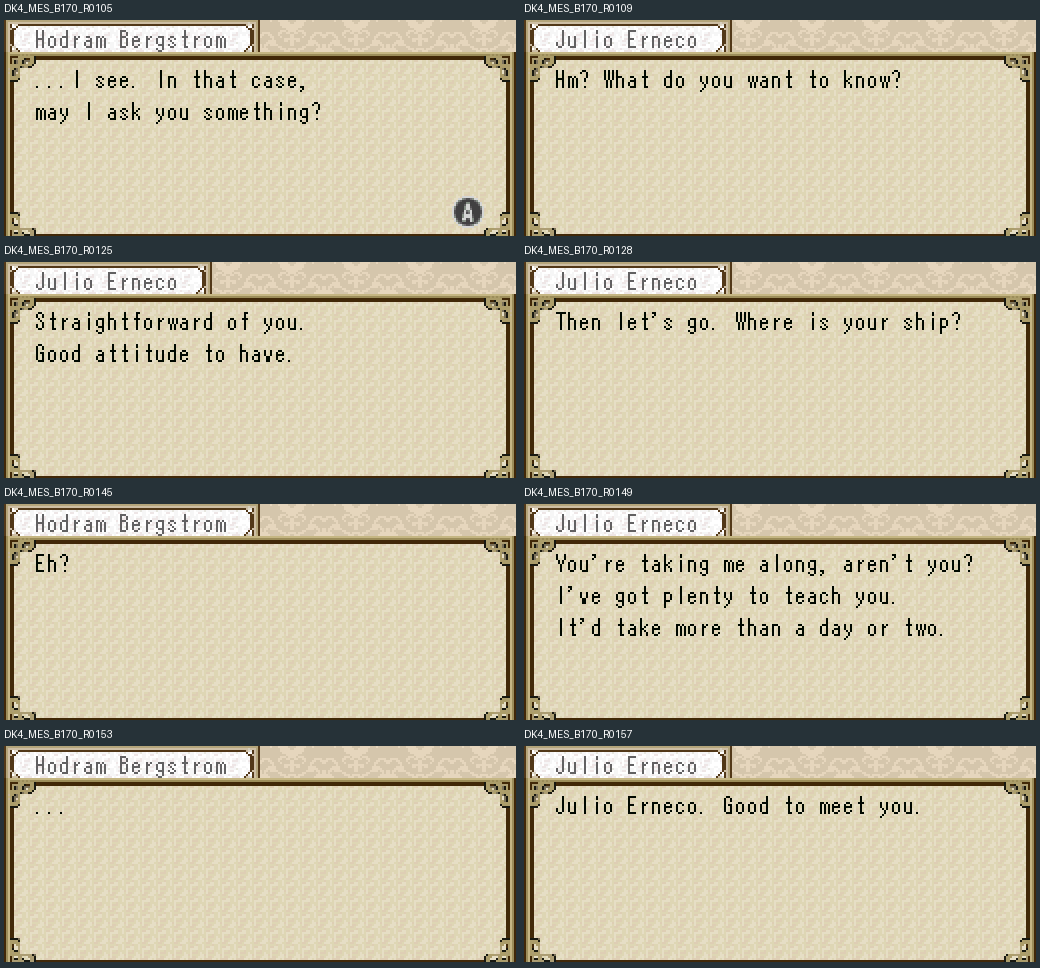 DK4_MES_B170_R0105
Hodram Bergstrom
...I see. In that case,
may I ask you something?
A
DK4_MES_B170_R0109
Julio Erneco
Hm? What do you want to know?
DK4_MES_B170_R0125
Julio Erneco
Straightforward of you.
Good attitude to have.
DK4_MES_B170_R0128
Julio Erneco
Then let's go. Where is your ship?
DK4_MES_B170_R0145
Hodram Bergstrom
Eh?
DK4_MES_B170_R0149
Julio Erneco
You're taking me along, aren't you?
I've got plenty to teach you.
It'd take more than a day or two.
DK4_MES_B170_R0153
Hodram Bergstrom
...
DK4_MES_B170_R0157
Julio Erneco
Julio Erneco. Good to meet you.